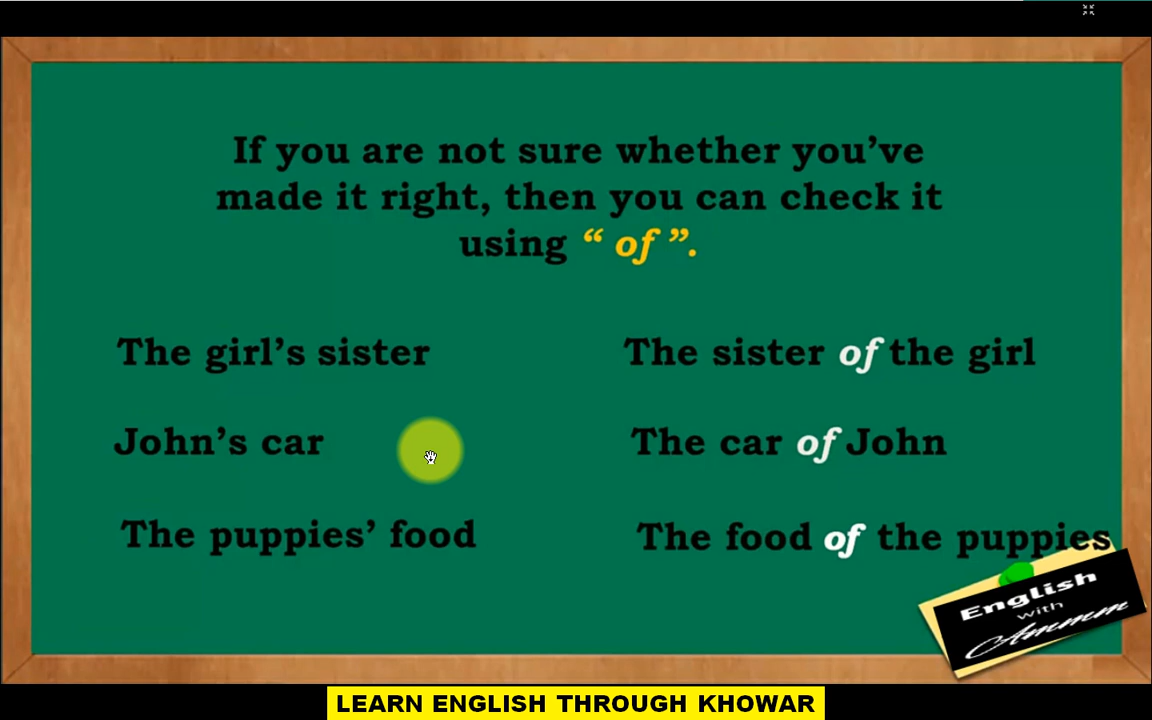 If you are not sure whether you’ve
made it right, then you can check it
using “ of ”.
The girl’s sister
The sister of the girl
John’s car
The car of John
The puppies’ food
The food of the puppies
English
with
Ammm
LEARN ENGLISH THROUGH KHOWAR